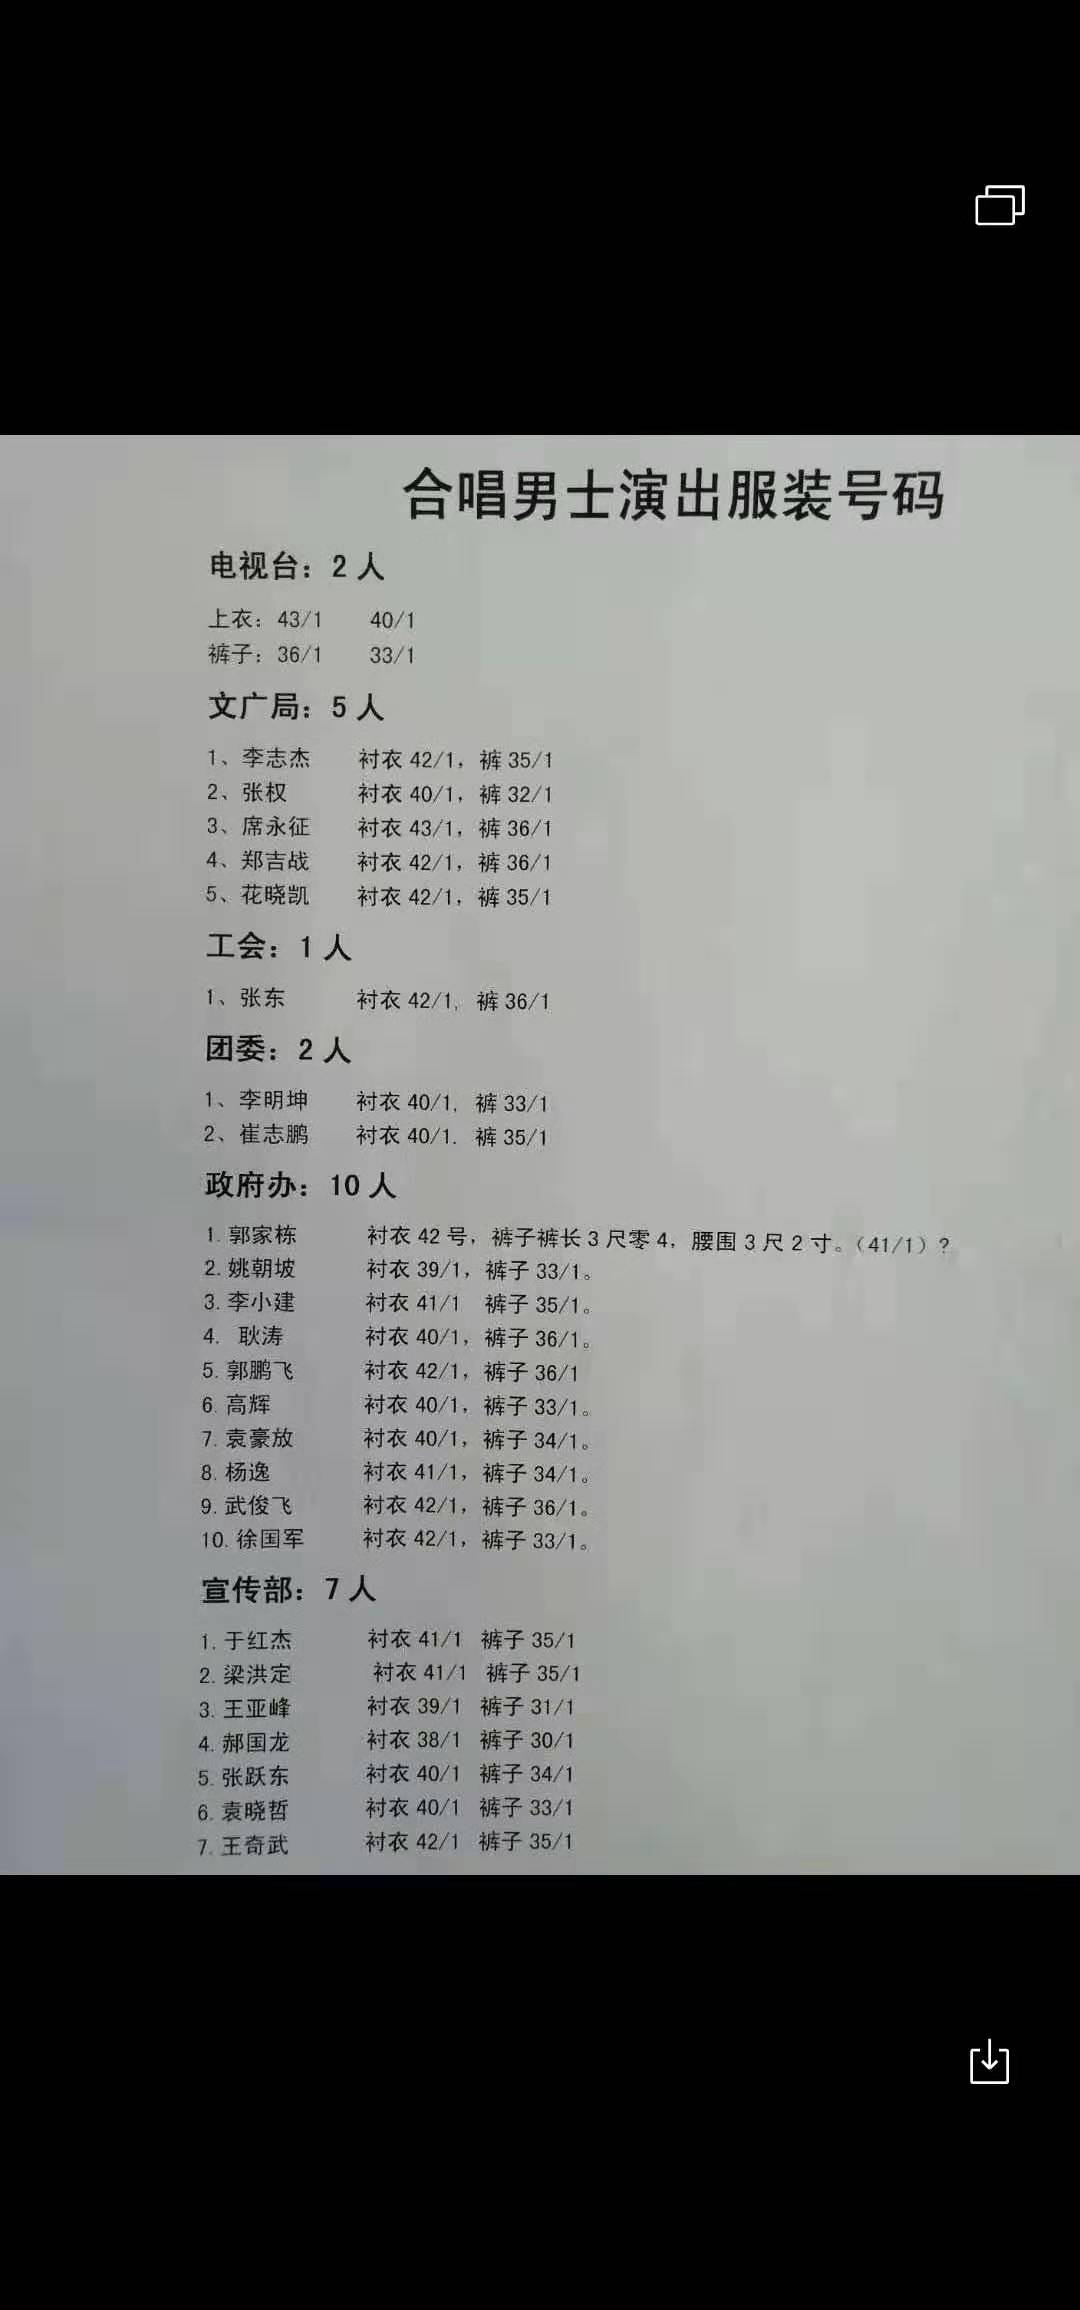 合唱男士演出服装号码
电视台：2 人
上衣：43/1 40/1
裤子：36/1 33/1
文广局：5 人
1、李志杰 衬衣 42/1，裤 35/1
2、张权 衬衣 40/1，裤 32/1
3、席永征 衬衣 43/1，裤 36/1
4、郑吉战 衬衣 42/1，裤 36/1
5、花晓凯 衬衣 42/1，裤 35/1
工会：1 人
1、张东 衬衣 42/1，裤 36/1
团委：2 人
1、李明坤 衬衣 40/1，裤 33/1
2、崔志鹏 衬衣 40/1．裤 35/1
政府办：10 人
1. 郭家栋 衬衣 42 号，裤子裤长 3 尺零 4，腰围 3 尺 2 寸。（41/1）?
2. 姚朝坡 衬衣 39/1，裤子 33/1。
3. 李小建 衬衣 41/1 裤子 35/1。
4. 耿涛 衬衣 40/1，裤子 36/1。
5. 郭鹏飞 衬衣 42/1，裤子 36/1
6. 高辉 衬衣 40/1，裤子 33/1。
7. 袁豪放 衬衣 40/1，裤子 34/1。
8. 杨逸 衬衣 41/1，裤子 34/1。
9. 武俊飞 衬衣 42/1，裤子 36/1。
10. 徐国军 衬衣 42/1，裤子 33/1。
宣传部：7 人
1. 于红杰 衬衣 41/1 裤子 35/1
2. 梁洪定 衬衣 41/1 裤子 35/1
3. 王亚峰 衬衣 39/1 裤子 31/1
4. 郝国龙 衬衣 38/1 裤子 30/1
5. 张跃东 衬衣 40/1 裤子 34/1
6. 袁晓哲 衬衣 40/1 裤子 33/1
7. 王奇武 衬衣 42/1 裤子 35/1